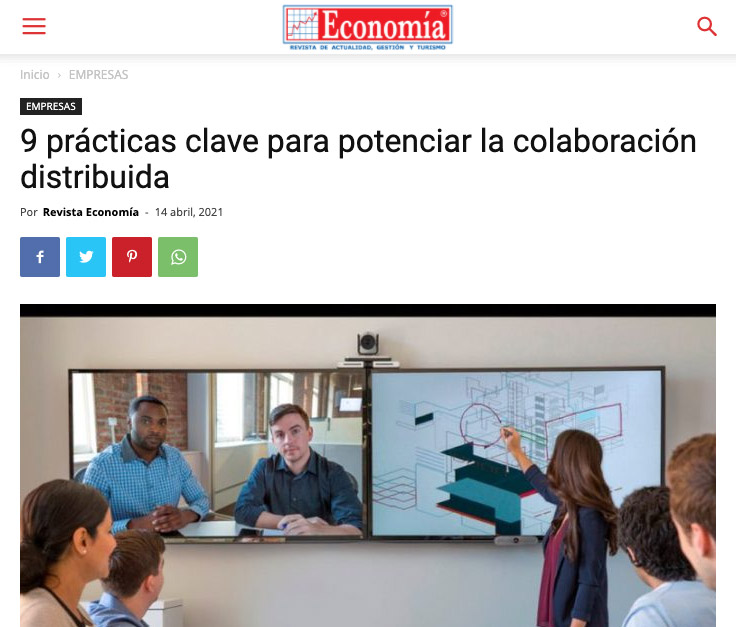 Economía®
REVISTA DE ACTUALIDAD, GESTIÓN Y TURISMO
Inicio › EMPRESAS
EMPRESAS
9 prácticas clave para potenciar la colaboración
distribuida
Por Revista Economía - 14 abril, 2021